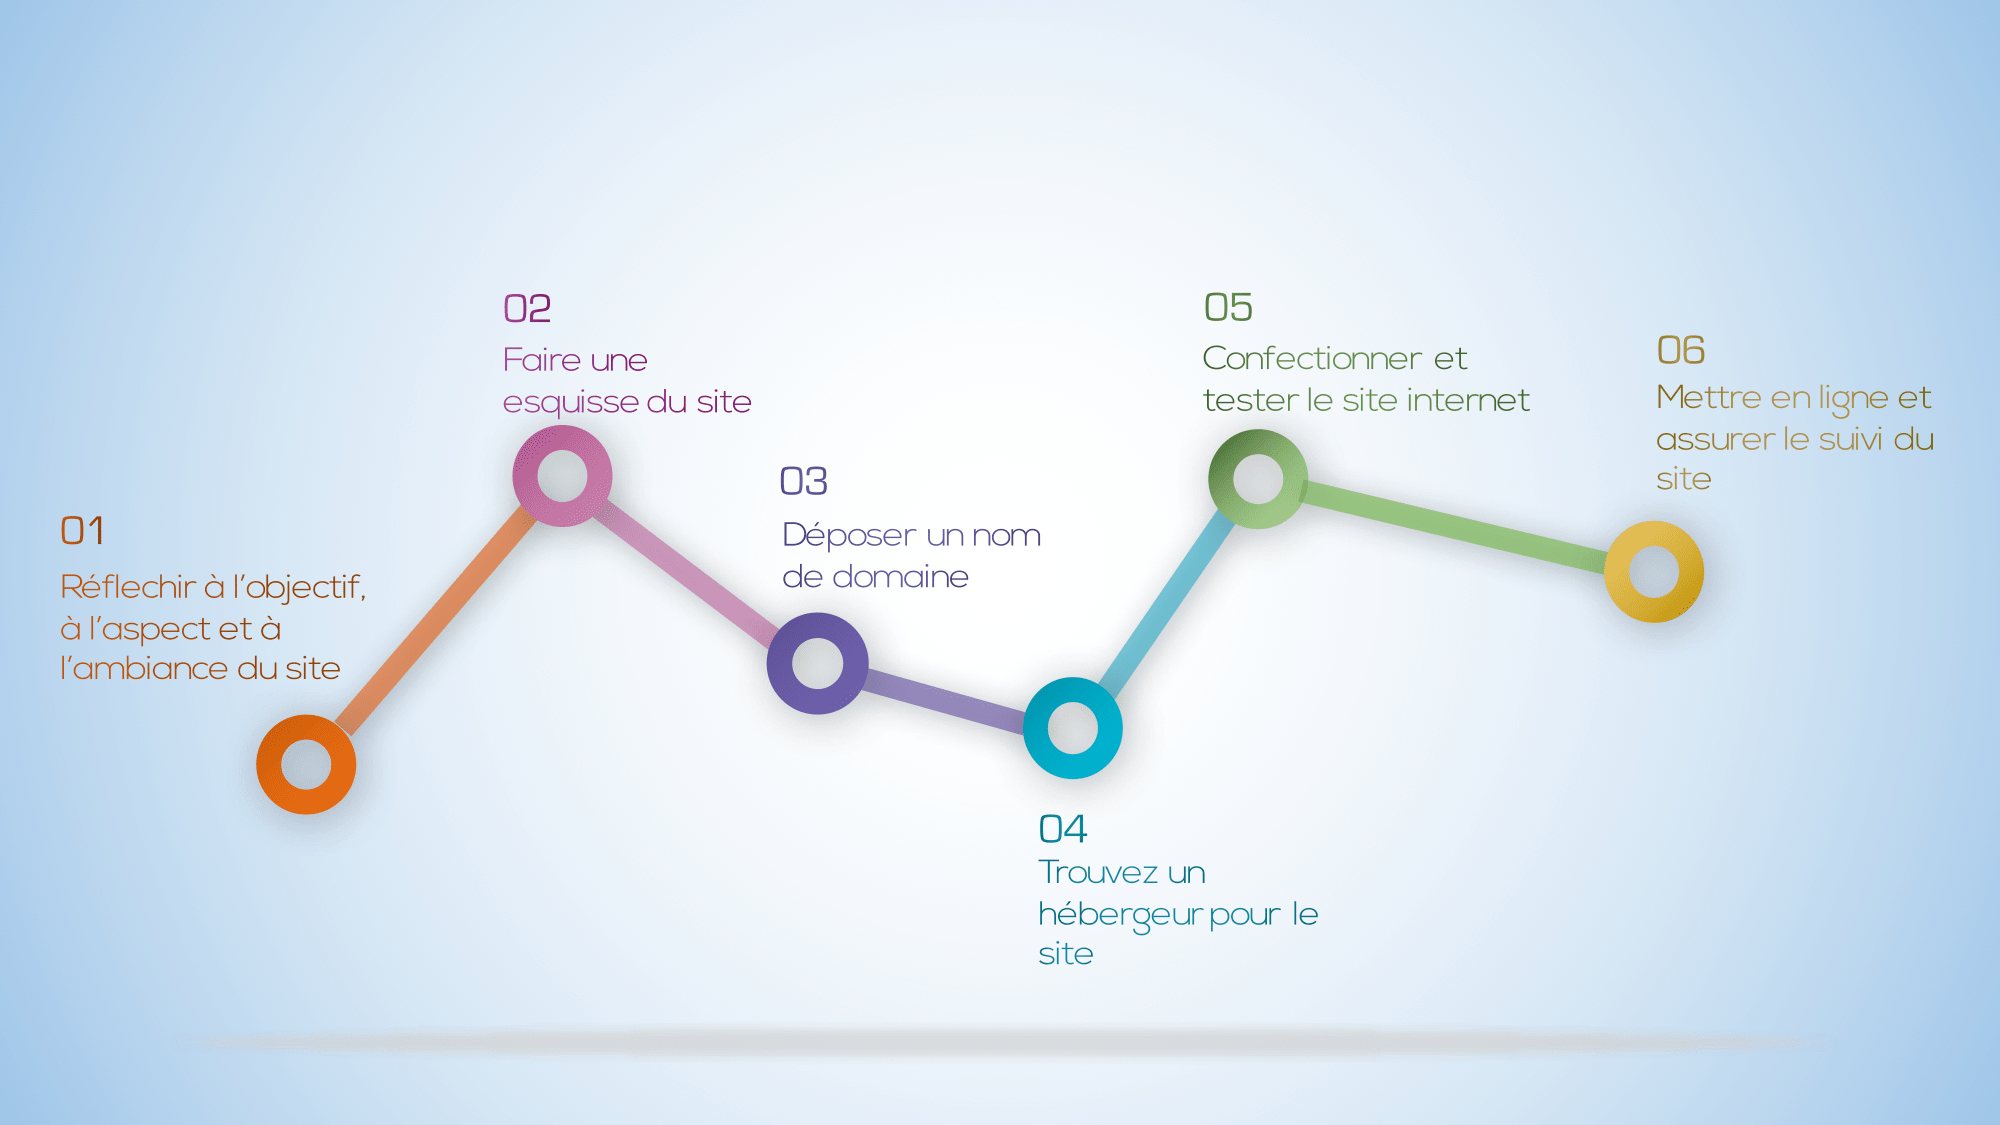 01
Réflechir à l'objectif,
à l'aspect et à
l'ambiance du site
02
Faire une
esquisse du site
03
Déposer un nom
de domaine
04
Trouvez un
hébergeur pour le
site
05
Confectionner et
tester le site internet
06
Mettre en ligne et
assurer le suivi du
site